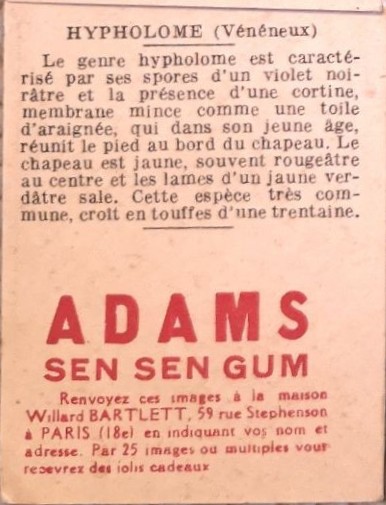 HYPHOLOME (Vénéneux)
Le genre hypholome est caracté-
risé par ses spores d'un violet noi-
râtre et la présence d'une cortine,
membrane mince comme une toile
d'araignée, qui dans son jeune âge,
réunit le pied au bord du chapeau. Le
chapeau est jaune, souvent rougeâtre
au centre et les lames d'un jaune ver-
dâtre sale. Cette espèce très com-
mune, croît en touffes d'une trentaine.
ADAMS
SEN SEN GUM
Renvoyez ces images à la maison
Willard BARTLETT, 59 rue Stephenson
à PARIS (18e) en indiquant vos nom et
adresse. Par 25 images ou multiples vous
recevrez des jolis cadeaux